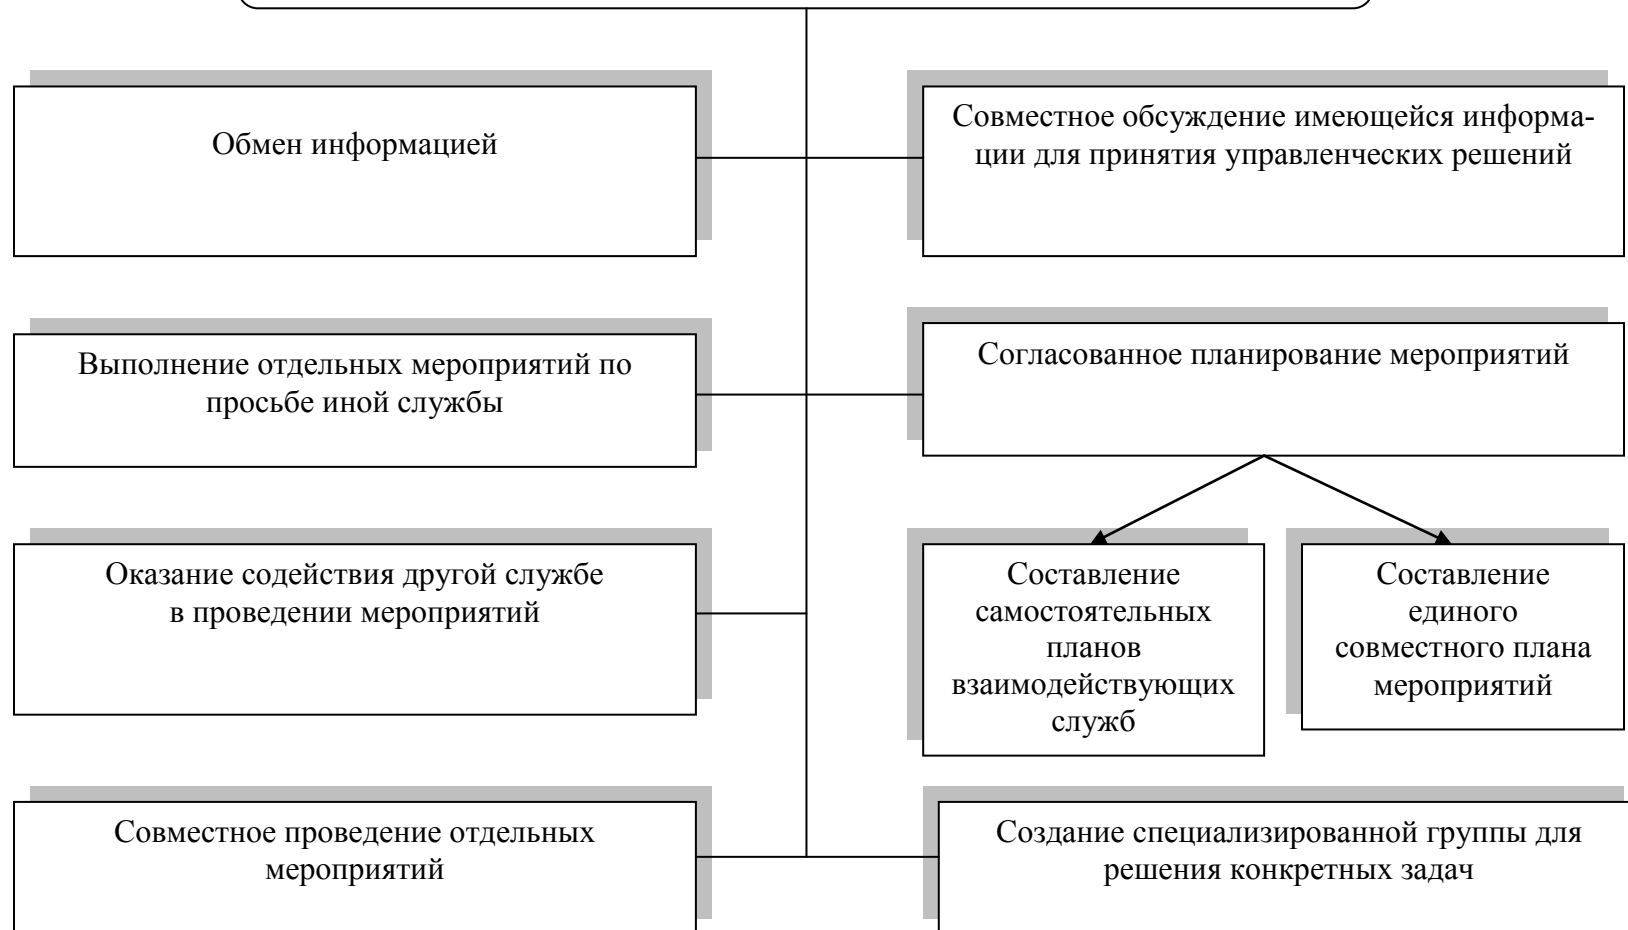 Обмен информацией
Совместное обсуждение имеющейся информа-
ции для принятия управленческих решений
Выполнение отдельных мероприятий по
просьбе иной службы
Согласованное планирование мероприятий
Оказание содействия другой службе
в проведении мероприятий
Составление
самостоятельных
планов
взаимодействующих
служб
Составление
единого
совместного плана
мероприятий
Совместное проведение отдельных
мероприятий
Создание специализированной группы для
решения конкретных задач